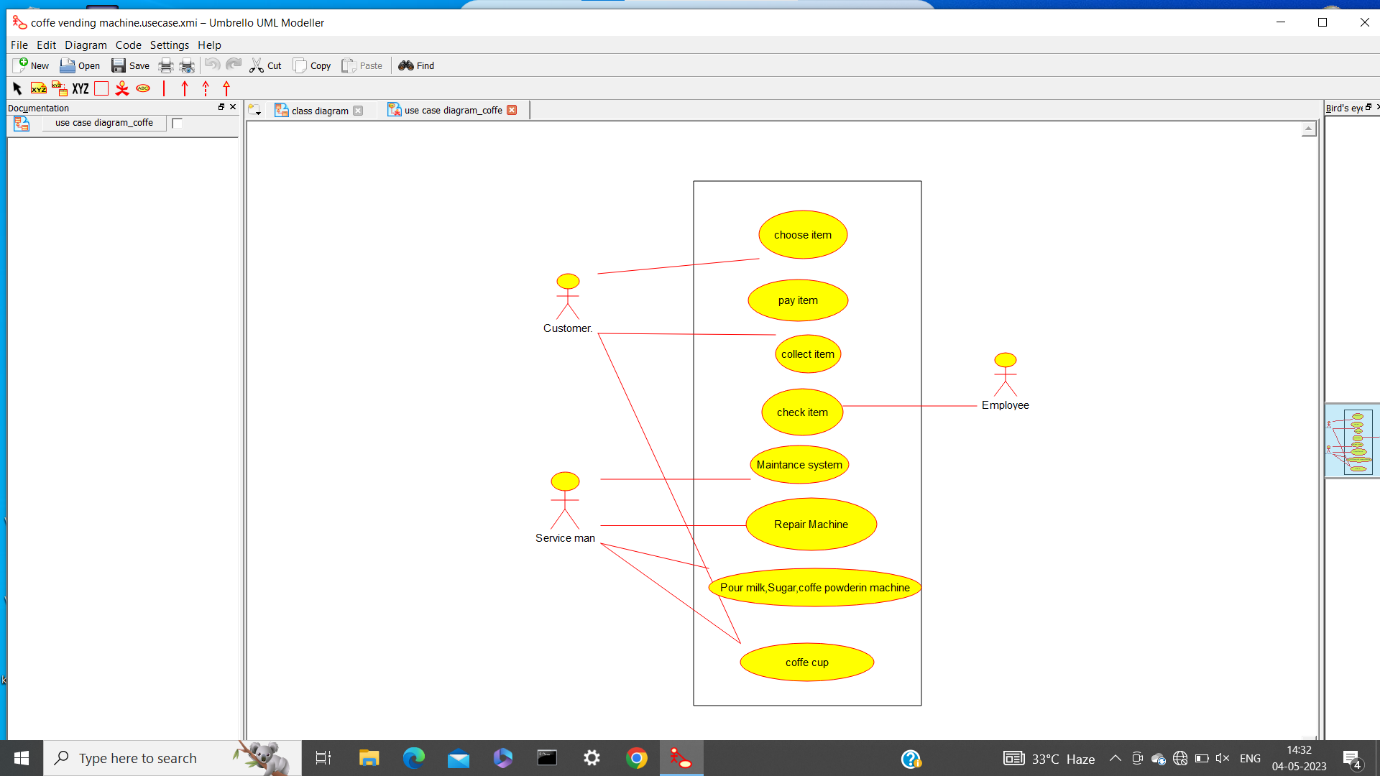 coffe vending machine.usecase.xmi – Umbrello UML Modeller
File Edit Diagram Code Settings Help
New Open Save Cut Copy Paste Find
XYZ XYZ
Documentation
use case diagram_coffe
class diagram
use case diagram_coffe
Bird's eye
choose item
pay item
Customer.
collect item
check item
Employee
Maintance system
Repair Machine
Service man
Pour milk,Sugar,coffe powderin machine
coffe cup
Type here to search
33°C Haze
ENG
14:32
04-05-2023
4